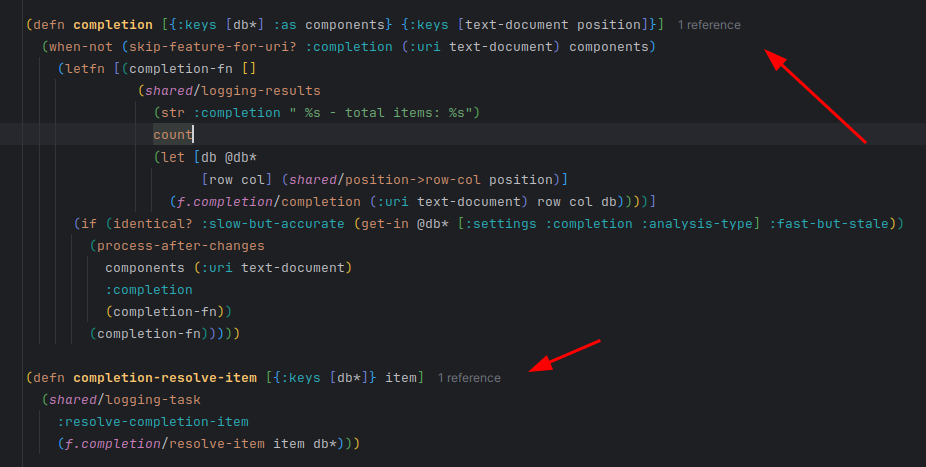 (defn completion [{:keys [db*] :as components} {:keys [text-document position]}] 1 reference
  (when-not (skip-feature-for-uri? :completion (:uri text-document) components)
    (letfn [(completion-fn []
              (shared/logging-results
                (str :completion " %s - total items: %s")
                count
                (let [db @db*
                      [row col] (shared/position->row-col position)]
                  (f.completion/completion (:uri text-document) row col db))))]
      (if (identical? :slow-but-accurate (get-in @db* [:settings :completion :analysis-type] :fast-but-stale))
        (process-after-changes
          components (:uri text-document)
          :completion
          (completion-fn))
        (completion-fn)))))
(defn completion-resolve-item [{:keys [db*]} item] 1 reference
  (shared/logging-task
    :resolve-completion-item
    (f.completion/resolve-item item db*)))